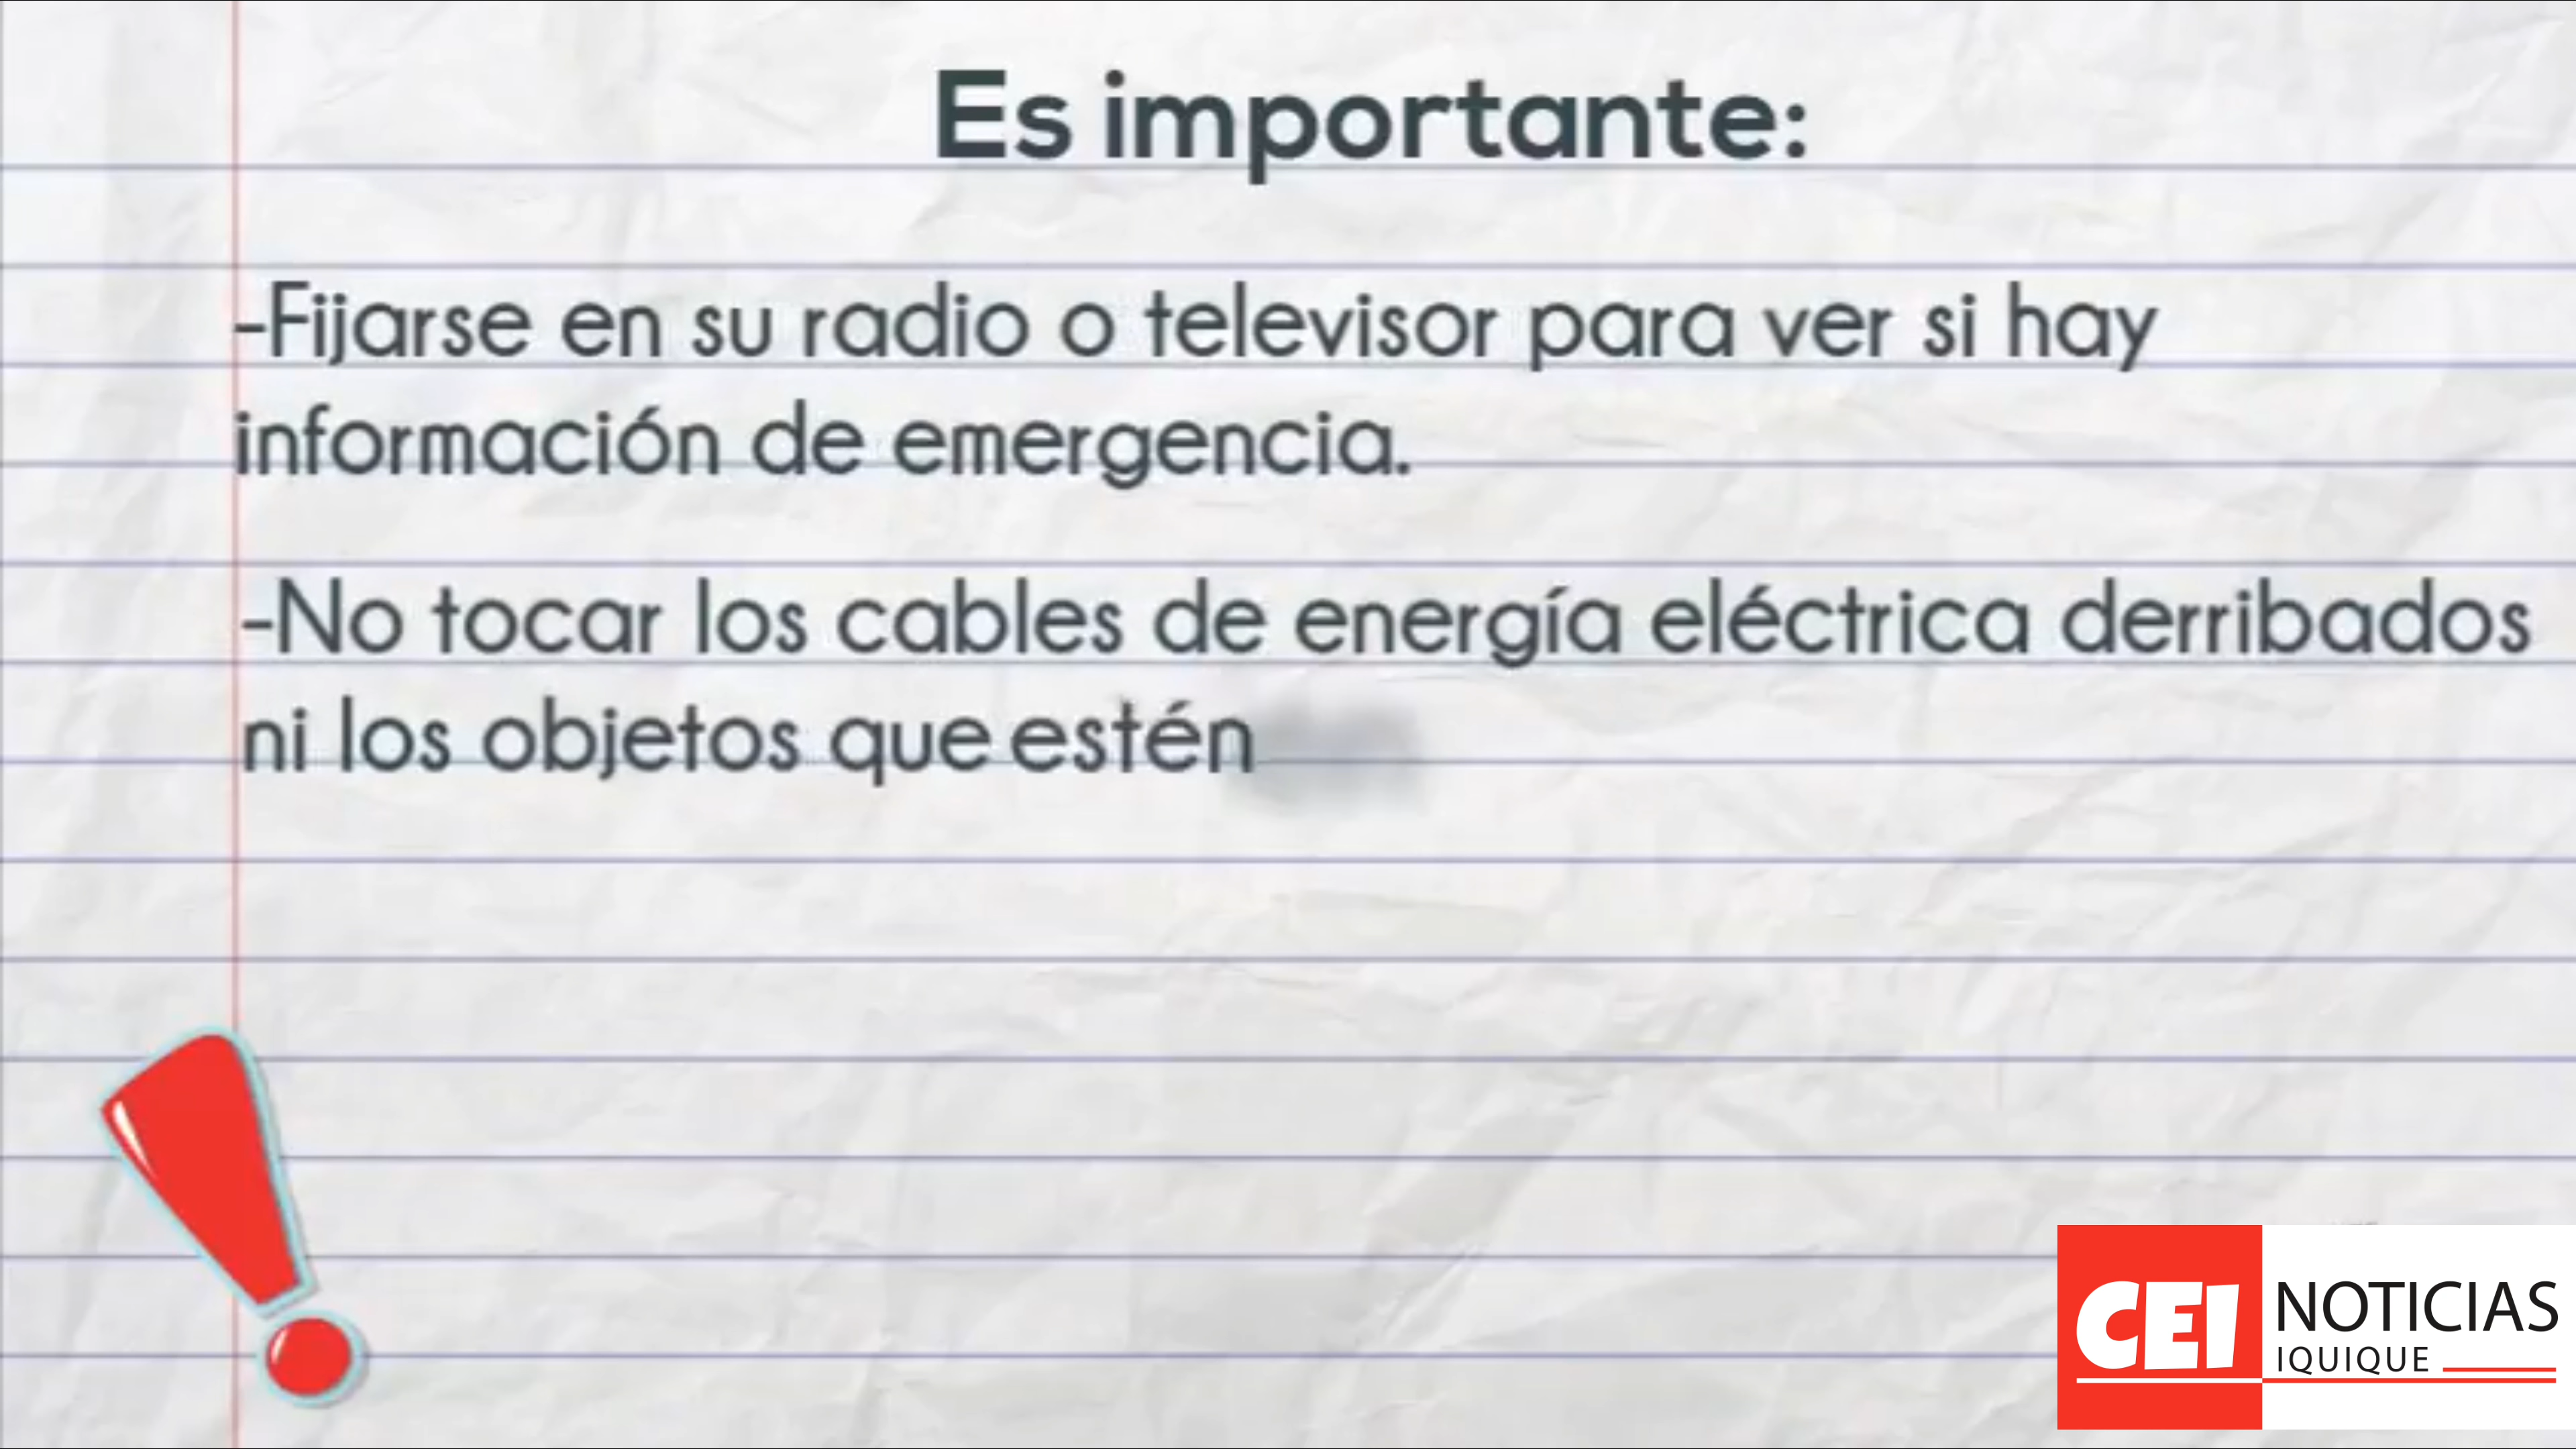 Es importante:
-Fijarse en su radio o televisor para ver si hay
información de emergencia.
-No tocar los cables de energía eléctrica derribados
ni los objetos que estén
CEI NOTICIAS
IQUIQUE